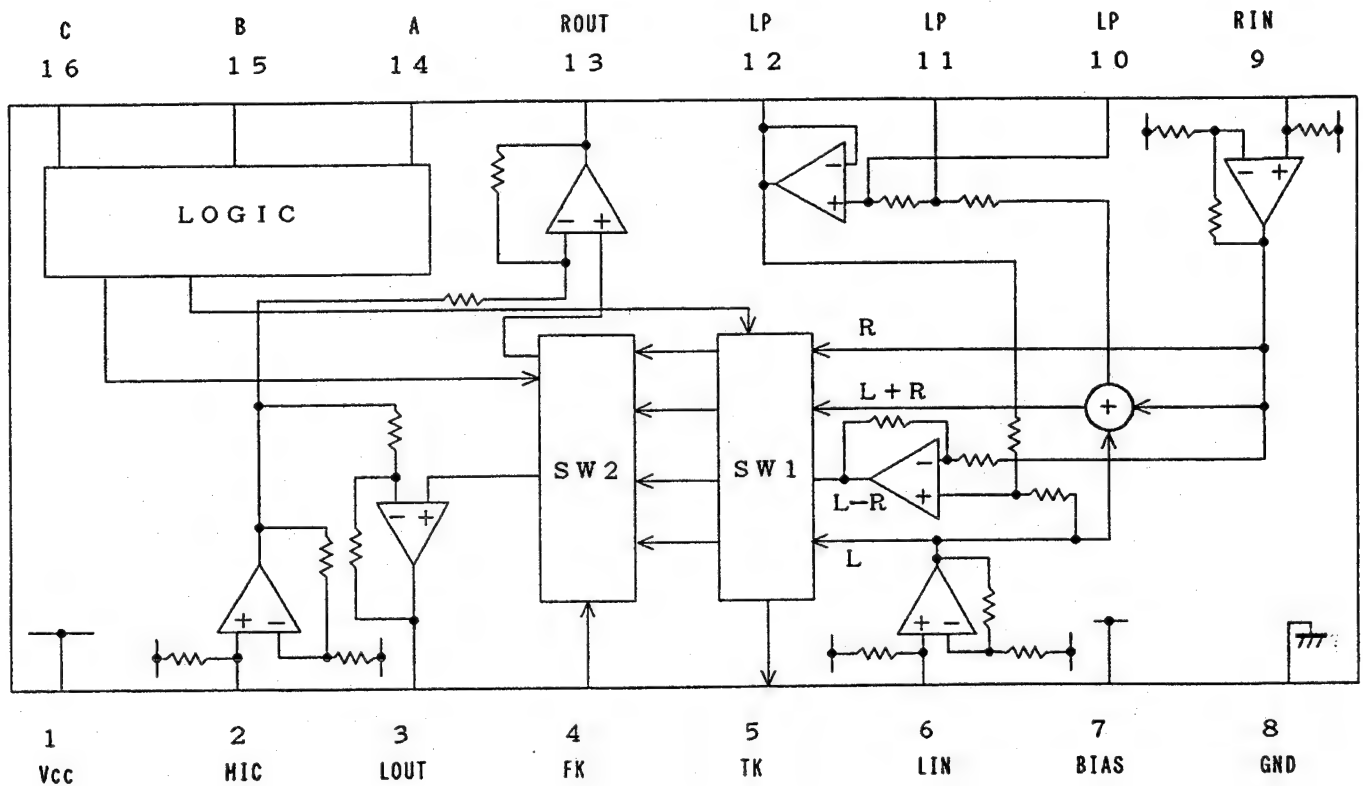 C B A ROUT LP LP LP RIN
16 15 14 13 12 11 10 9
LOGIC
- +
- +
- +
R
L+R
+
SW2
SW1
-
+
L-R
- +
L
+ -
+ -
1 2 3 4 5 6 7 8
Vcc MIC LOUT FK TK LIN BIAS GND